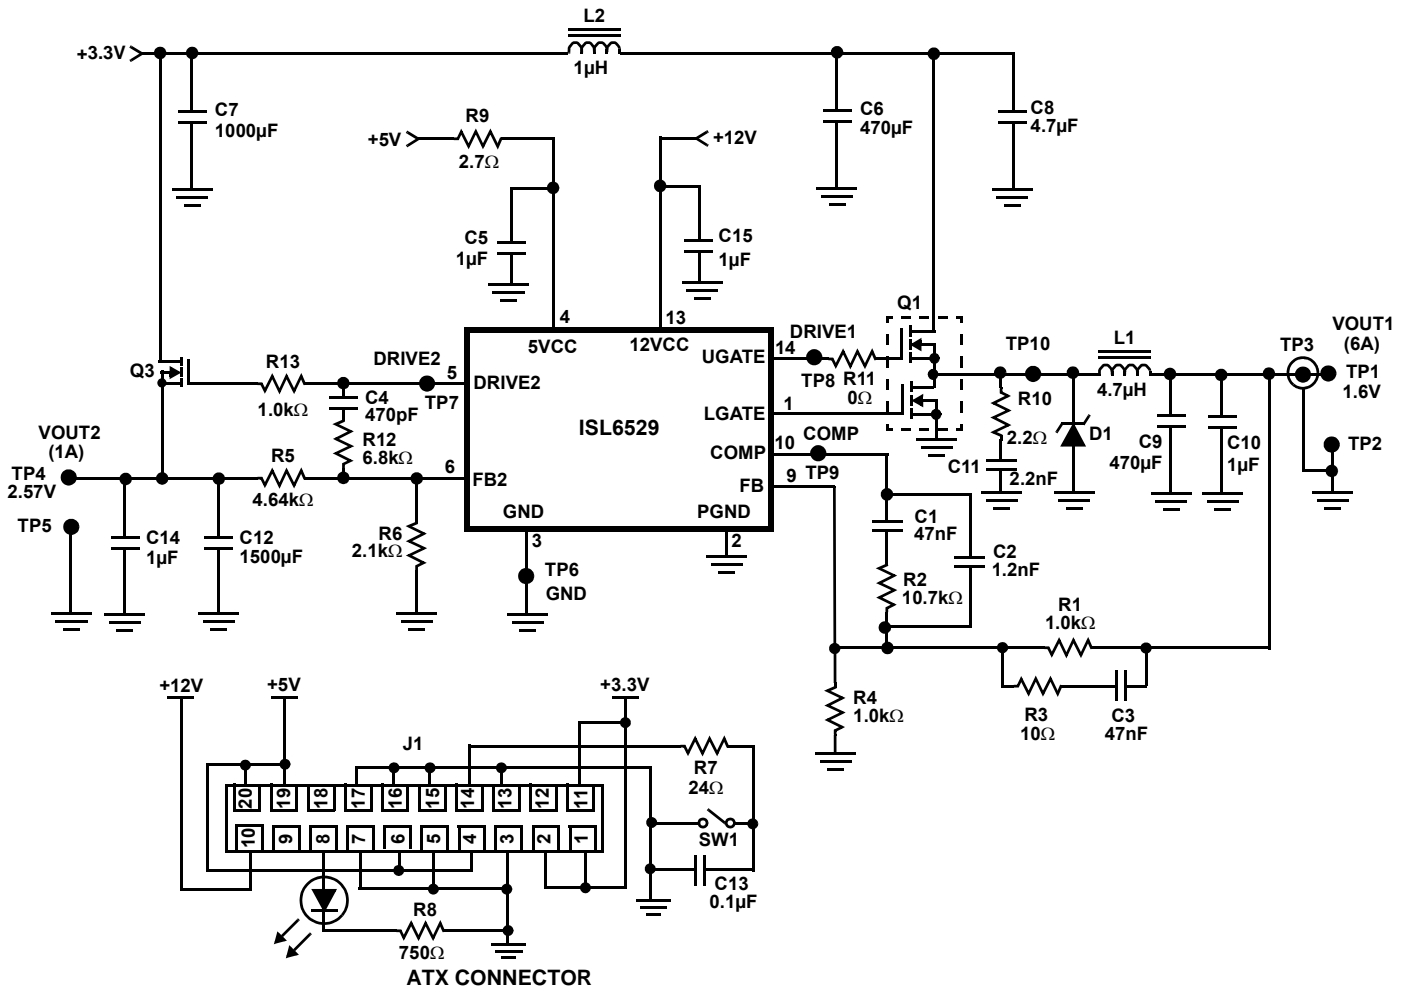 L2
+3.3V
1µH
C7
1000µF
C6
470µF
C8
4.7µF
R9
+5V
2.7Ω
+12V
C5
1µF
C15
1µF
4
13
5VCC
12VCC
Q1
DRIVE1
UGATE
14
TP8
R11
0Ω
TP10
L1
4.7µH
TP3
VOUT1
(6A)
TP1
1.6V
Q3
R13
1.0kΩ
DRIVE2
5
TP7
DRIVE2
C4
470pF
R12
6.8kΩ
LGATE
1
ISL6529
R10
2.2Ω
D1
C9
470µF
C10
1µF
TP2
C11
2.2nF
VOUT2
(1A)
TP4
2.57V
R5
4.64kΩ
6
FB2
COMP
10
COMP
TP9
FB
9
TP5
C14
1µF
C12
1500µF
R6
2.1kΩ
GND
3
PGND
2
TP6
GND
C1
47nF
C2
1.2nF
R2
10.7kΩ
R1
1.0kΩ
R3
10Ω
C3
47nF
R4
1.0kΩ
+12V
+5V
+3.3V
J1
R7
24Ω
20
19
18
17
16
15
14
13
12
11
10
9
8
7
6
5
4
3
2
1
SW1
C13
0.1µF
R8
750Ω
ATX CONNECTOR